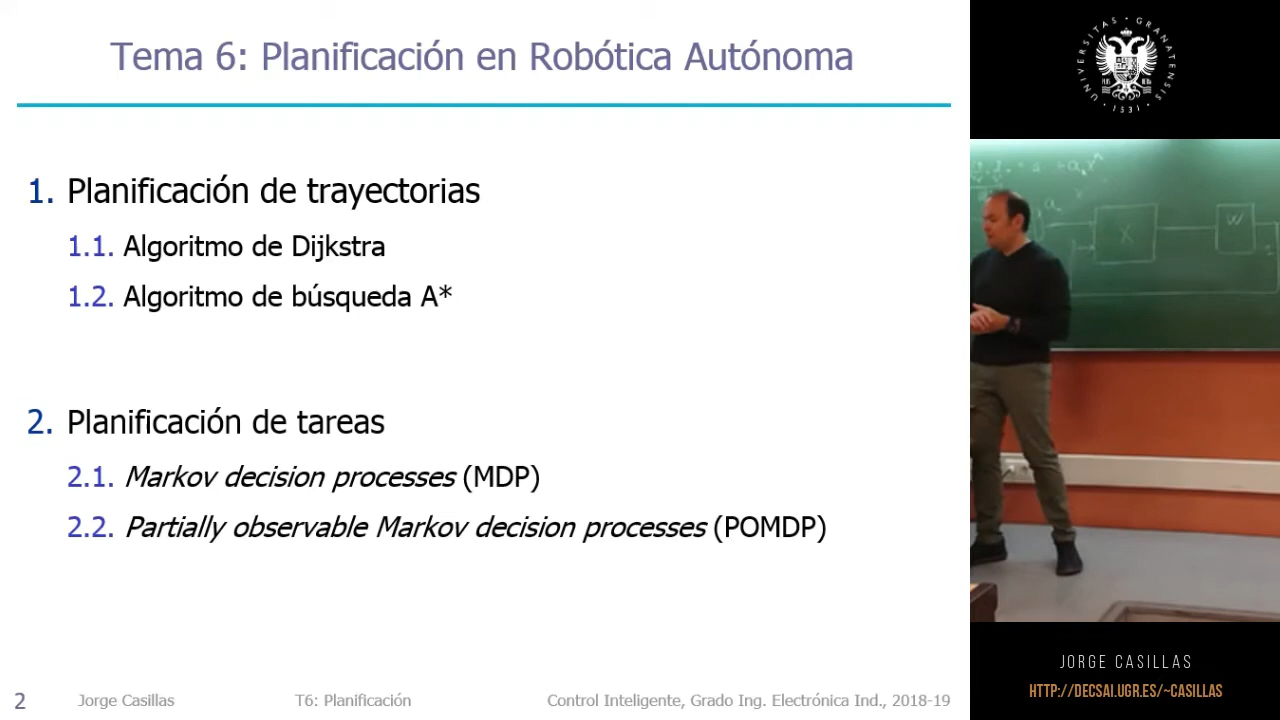 Tema 6: Planificación en Robótica Autónoma
1. Planificación de trayectorias
1.1. Algoritmo de Dijkstra
1.2. Algoritmo de búsqueda A*
2. Planificación de tareas
2.1. Markov decision processes (MDP)
2.2. Partially observable Markov decision processes (POMDP)
2 Jorge Casillas T6: Planificación Control Inteligente, Grado Ing. Electrónica Ind., 2018-19
UNIVERSITAS GRANATENSIS 1531
X
W
JORGE CASILLAS
HTTP://DECSAI.UGR.ES/~CASILLAS